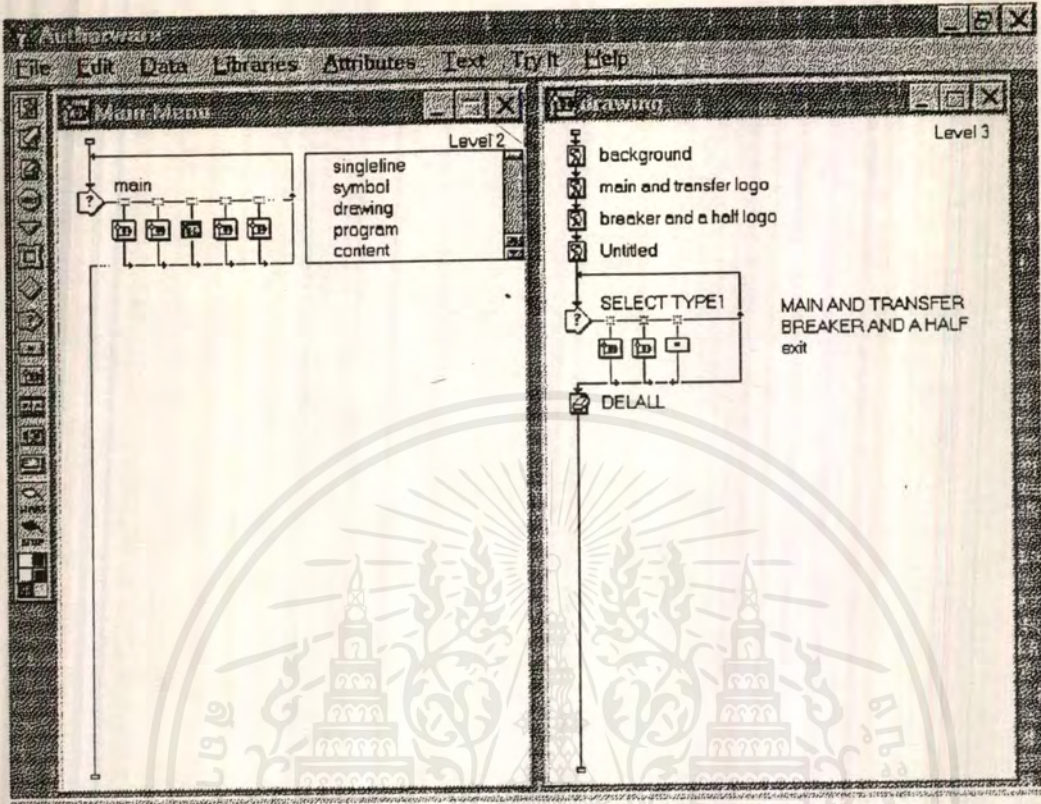 Authorware
File Edit Data Libraries Attributes Text Try It Help
Main Menu
Level 2
main
singleline
symbol
drewing
program
content
drawing
Level 3
background
main and transfer logo
breaker and a half logo
Untitled
SELECT TYPE1
MAIN AND TRANSFER
BREAKER AND A HALF
exit
DELALL